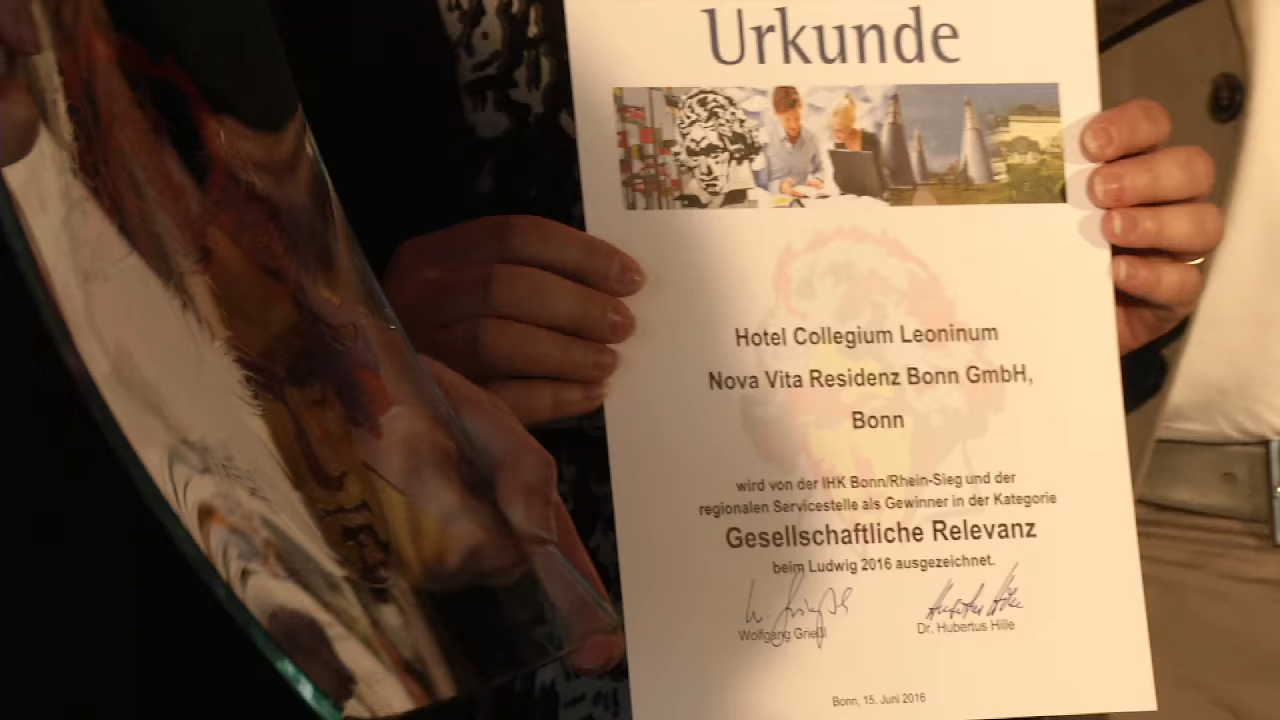 Urkunde
Hotel Collegium Leoninum
Nova Vita Residenz Bonn GmbH,
Bonn
wird von der IHK Bonn/Rhein-Sieg und der
regionalen Servicestelle als Gewinner in der Kategorie
Gesellschaftliche Relevanz
beim Ludwig 2016 ausgezeichnet.
Wolfgang Grießl
Dr. Hubertus Hille
Bonn, 15. Juni 2016